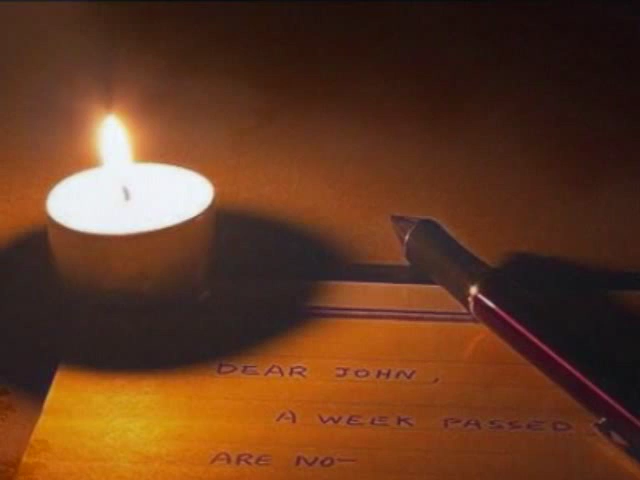 DEAR JOHN,
A WEEK PASSED
ARE NO—